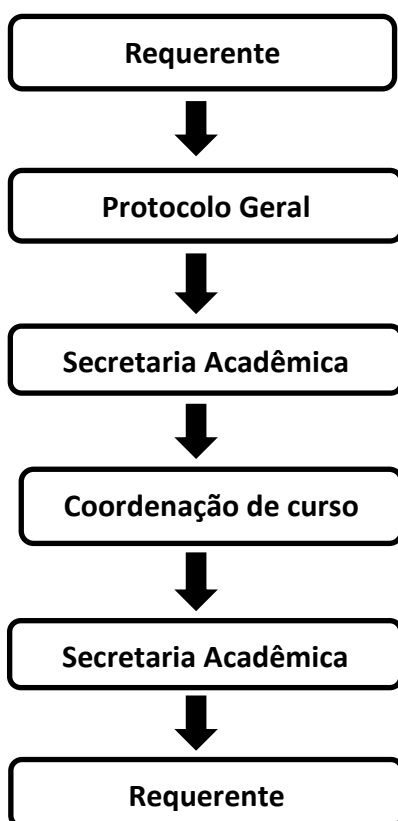 Requerente
Protocolo Geral
Secretaria Acadêmica
Coordenação de curso
Secretaria Acadêmica
Requerente